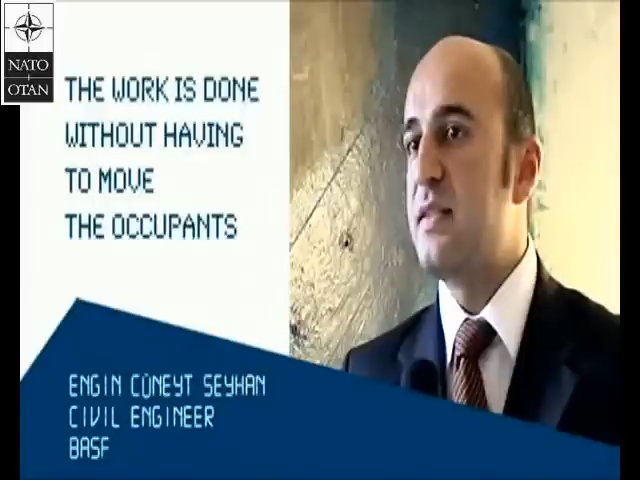 NATO
OTAN
THE WORK IS DONE
WITHOUT HAVING
TO MOVE
THE OCCUPANTS
ENGIN CÜNEYT SEYHAN
CIVIL ENGINEER
BASF